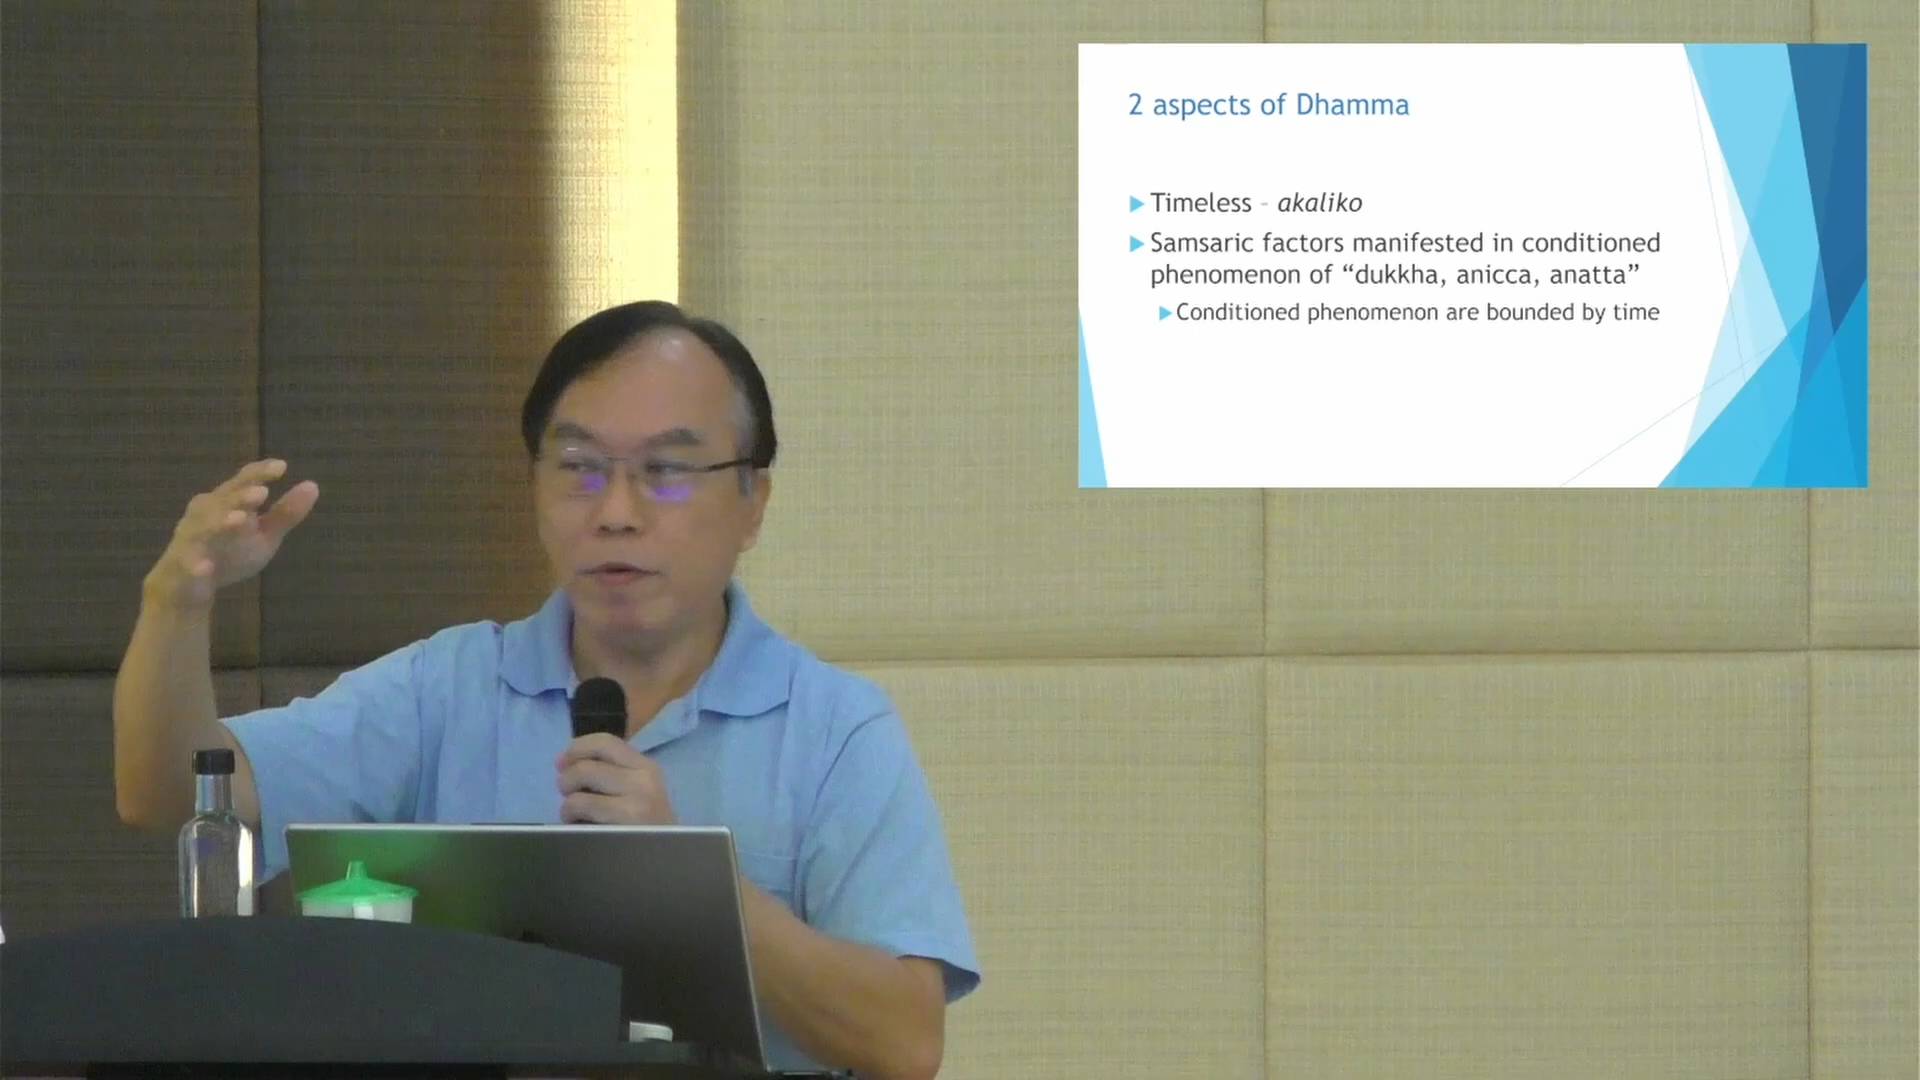 2 aspects of Dhamma
Timeless - akaliko
Samsaric factors manifested in conditioned
phenomenon of “dukkha, anicca, anatta”
Conditioned phenomenon are bounded by time